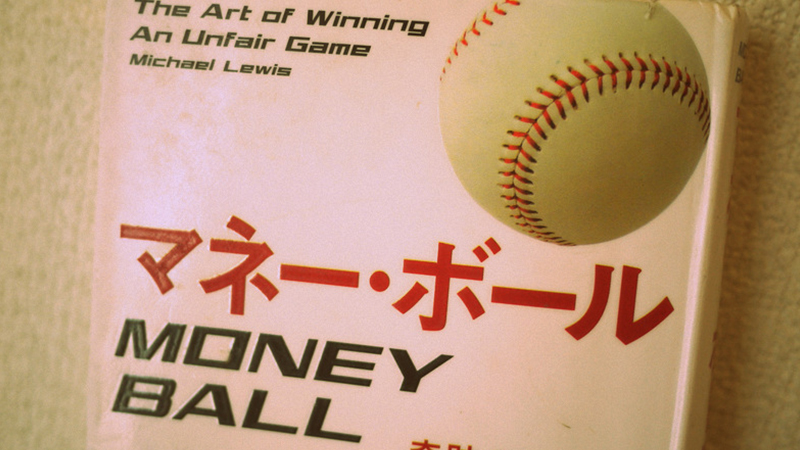 The Art of Winning
An Unfair Game
Michael Lewis
マネー・ボール
MONEY
BALL